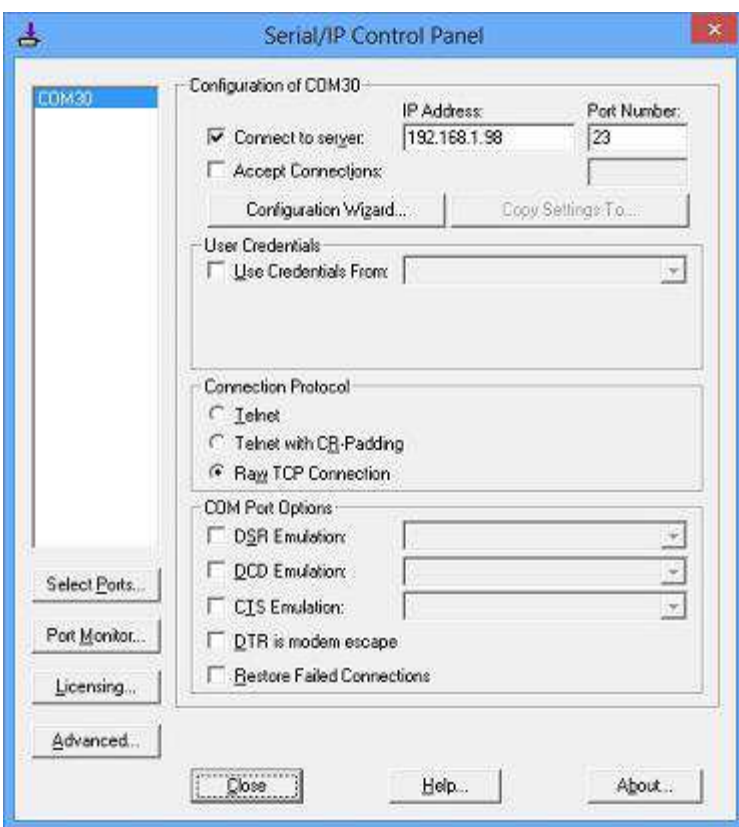 Serial/IP Control Panel
COM30
Configuration of COM30
IP Address: Port Number:
Connect to server: 192.168.1.98 23
Accept Connections:
Configuration Wizard... Copy Settings To...
User Credentials
Use Credentials From:
Connection Protocol
Telnet
Telnet with CR-Padding
Raw TCP Connection
COM Port Options
DSR Emulation:
DCD Emulation:
CTS Emulation:
DTR is modem escape
Restore Failed Connections
Select Ports...
Port Monitor...
Licensing...
Advanced...
Close Help... About...